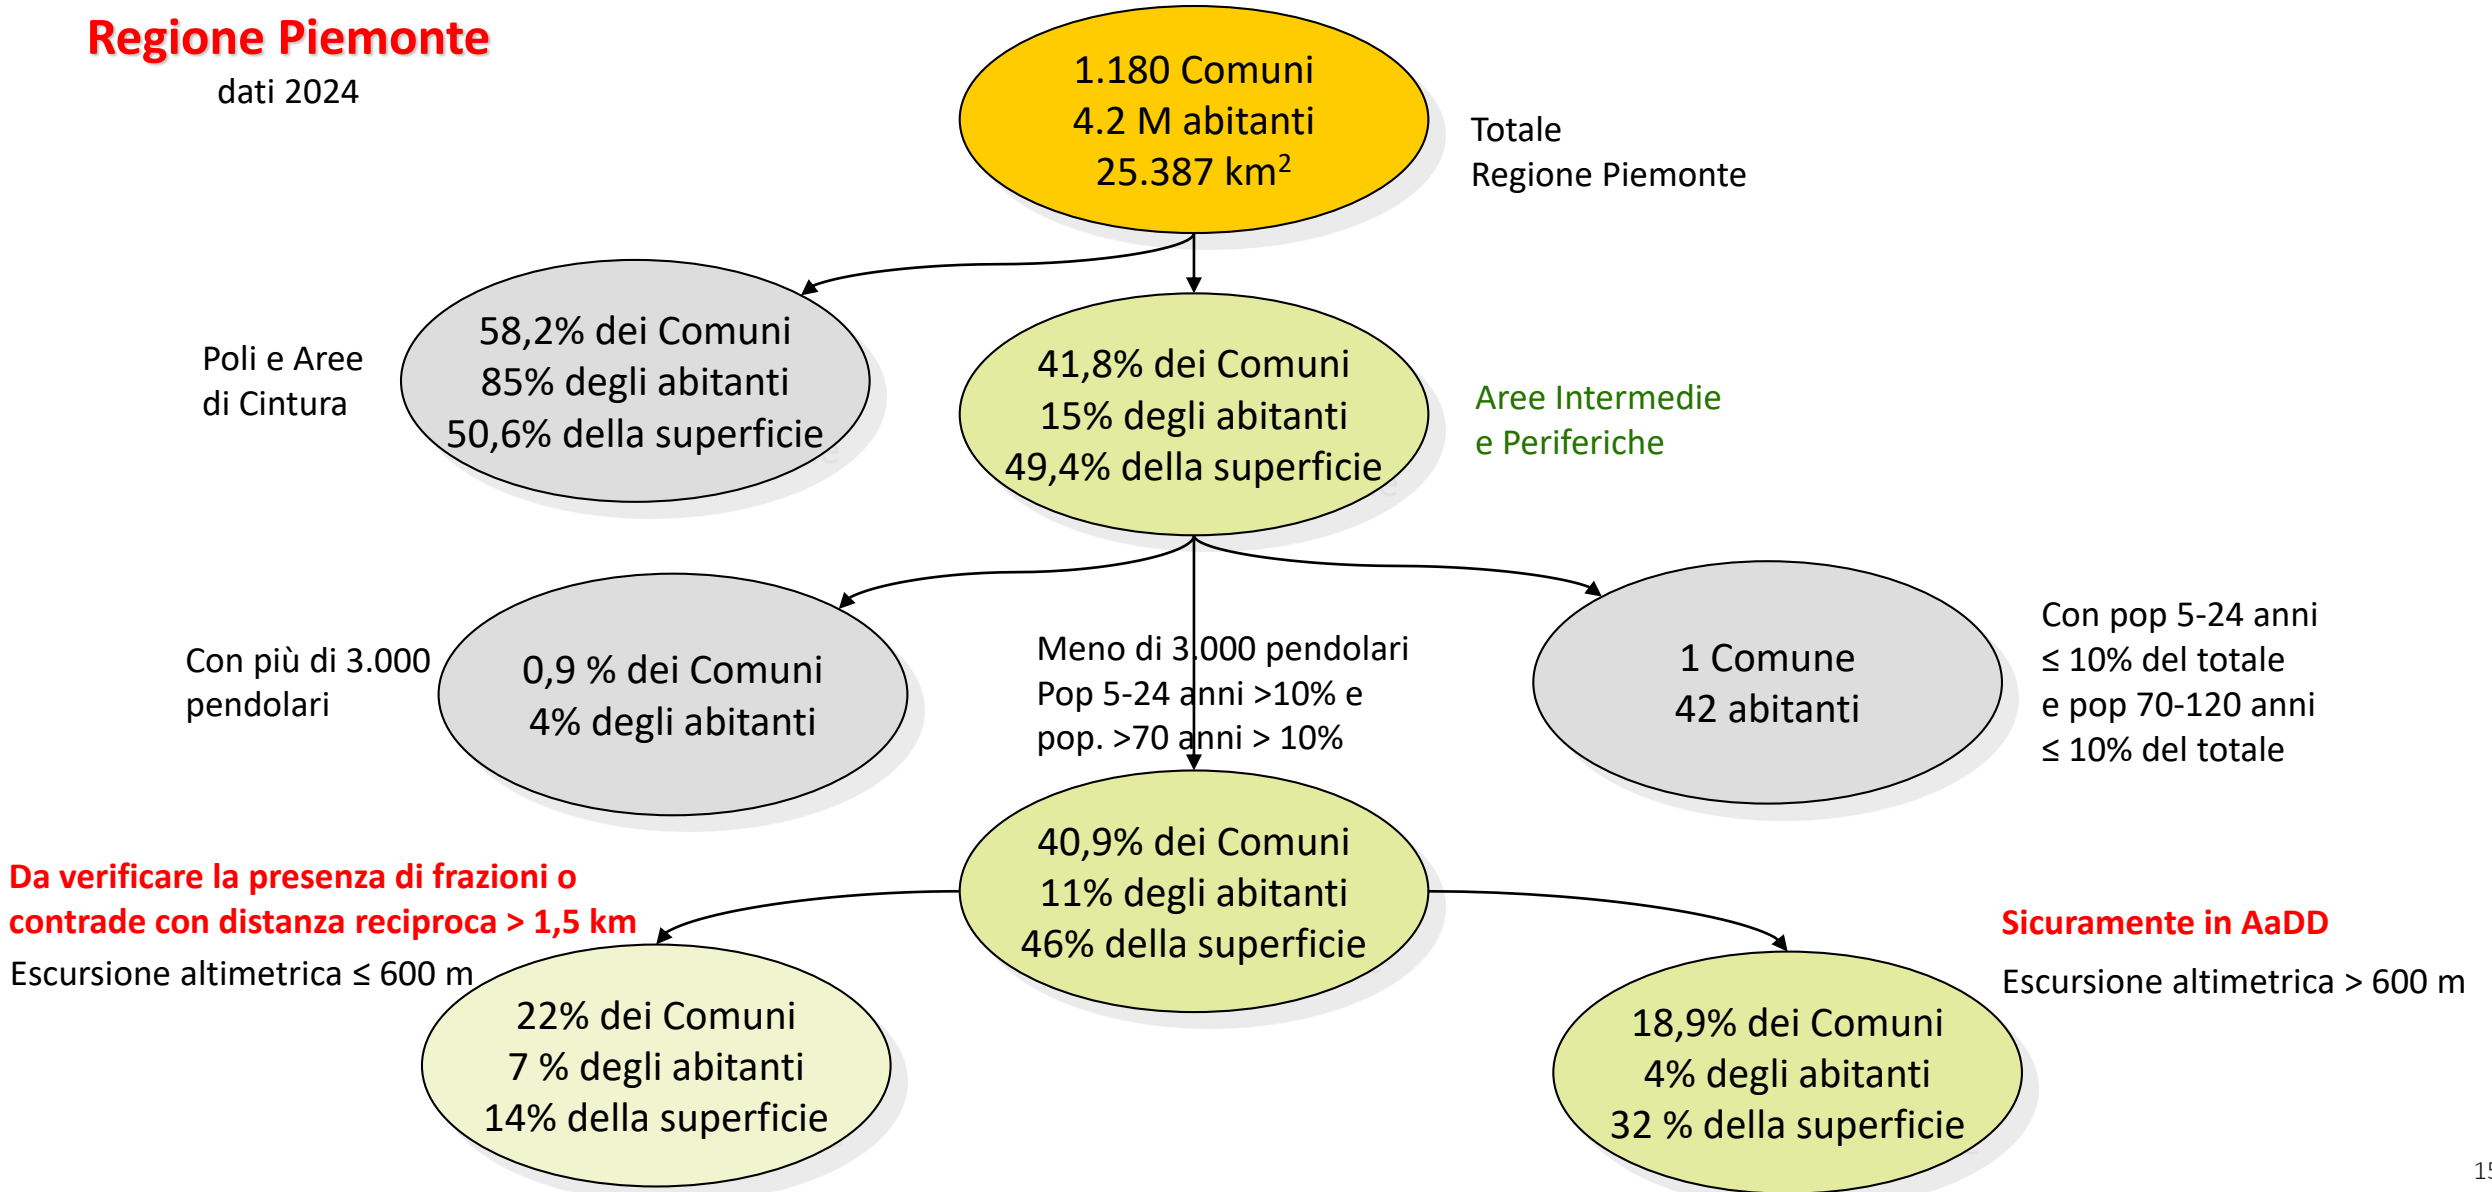 Regione Piemonte
dati 2024
1.180 Comuni
4.2 M abitanti
25.387 km²
Totale
Regione Piemonte
Poli e Aree
di Cintura
58,2% dei Comuni
85% degli abitanti
50,6% della superficie
41,8% dei Comuni
15% degli abitanti
49,4% della superficie
Aree Intermedie
e Periferiche
Con più di 3.000
pendolari
0,9 % dei Comuni
4% degli abitanti
Meno di 3.000 pendolari
Pop 5-24 anni >10% e
pop. >70 anni > 10%
1 Comune
42 abitanti
Con pop 5-24 anni
≤ 10% del totale
e pop 70-120 anni
≤ 10% del totale
40,9% dei Comuni
11% degli abitanti
46% della superficie
Da verificare la presenza di frazioni o
contrade con distanza reciproca > 1,5 km
Escursione altimetrica ≤ 600 m
22% dei Comuni
7 % degli abitanti
14% della superficie
Sicuramente in AaDD
Escursione altimetrica > 600 m
18,9% dei Comuni
4% degli abitanti
32 % della superficie
15